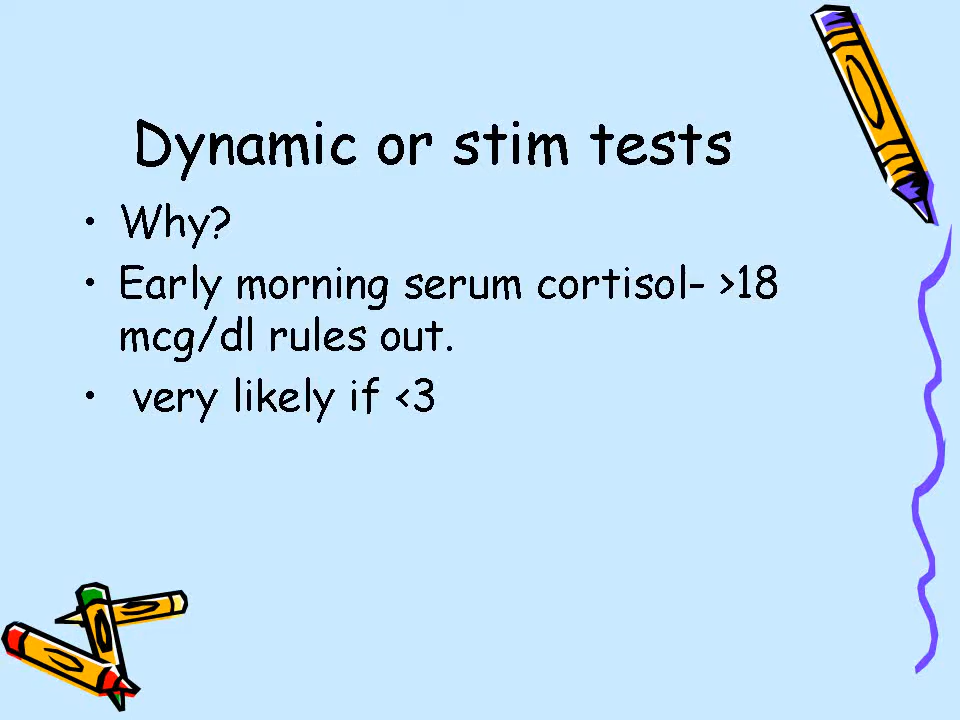 Dynamic or stim tests
• Why?
• Early morning serum cortisol- >18
mcg/dl rules out.
• very likely if <3